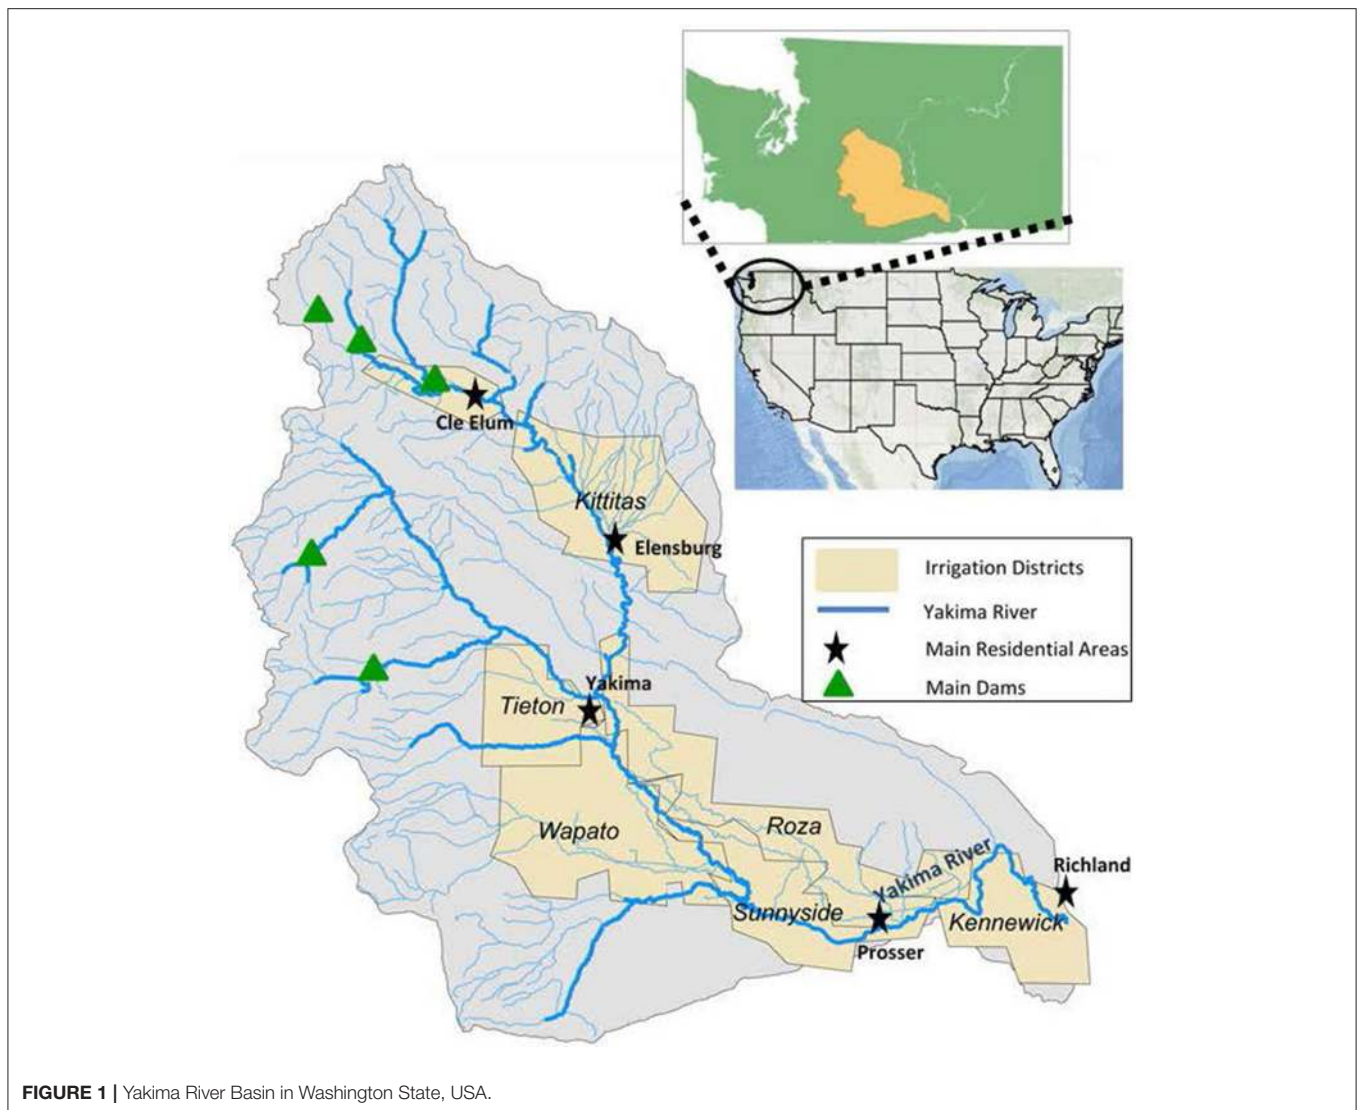 Cle Elum
Kittitas
Elensburg
Yakima
Tieton
Wapato
Roza
Yakima River
Richland
Sunnyside
Kennewick
Prosser
Irrigation Districts
Yakima River
Main Residential Areas
Main Dams
FIGURE 1 | Yakima River Basin in Washington State, USA.